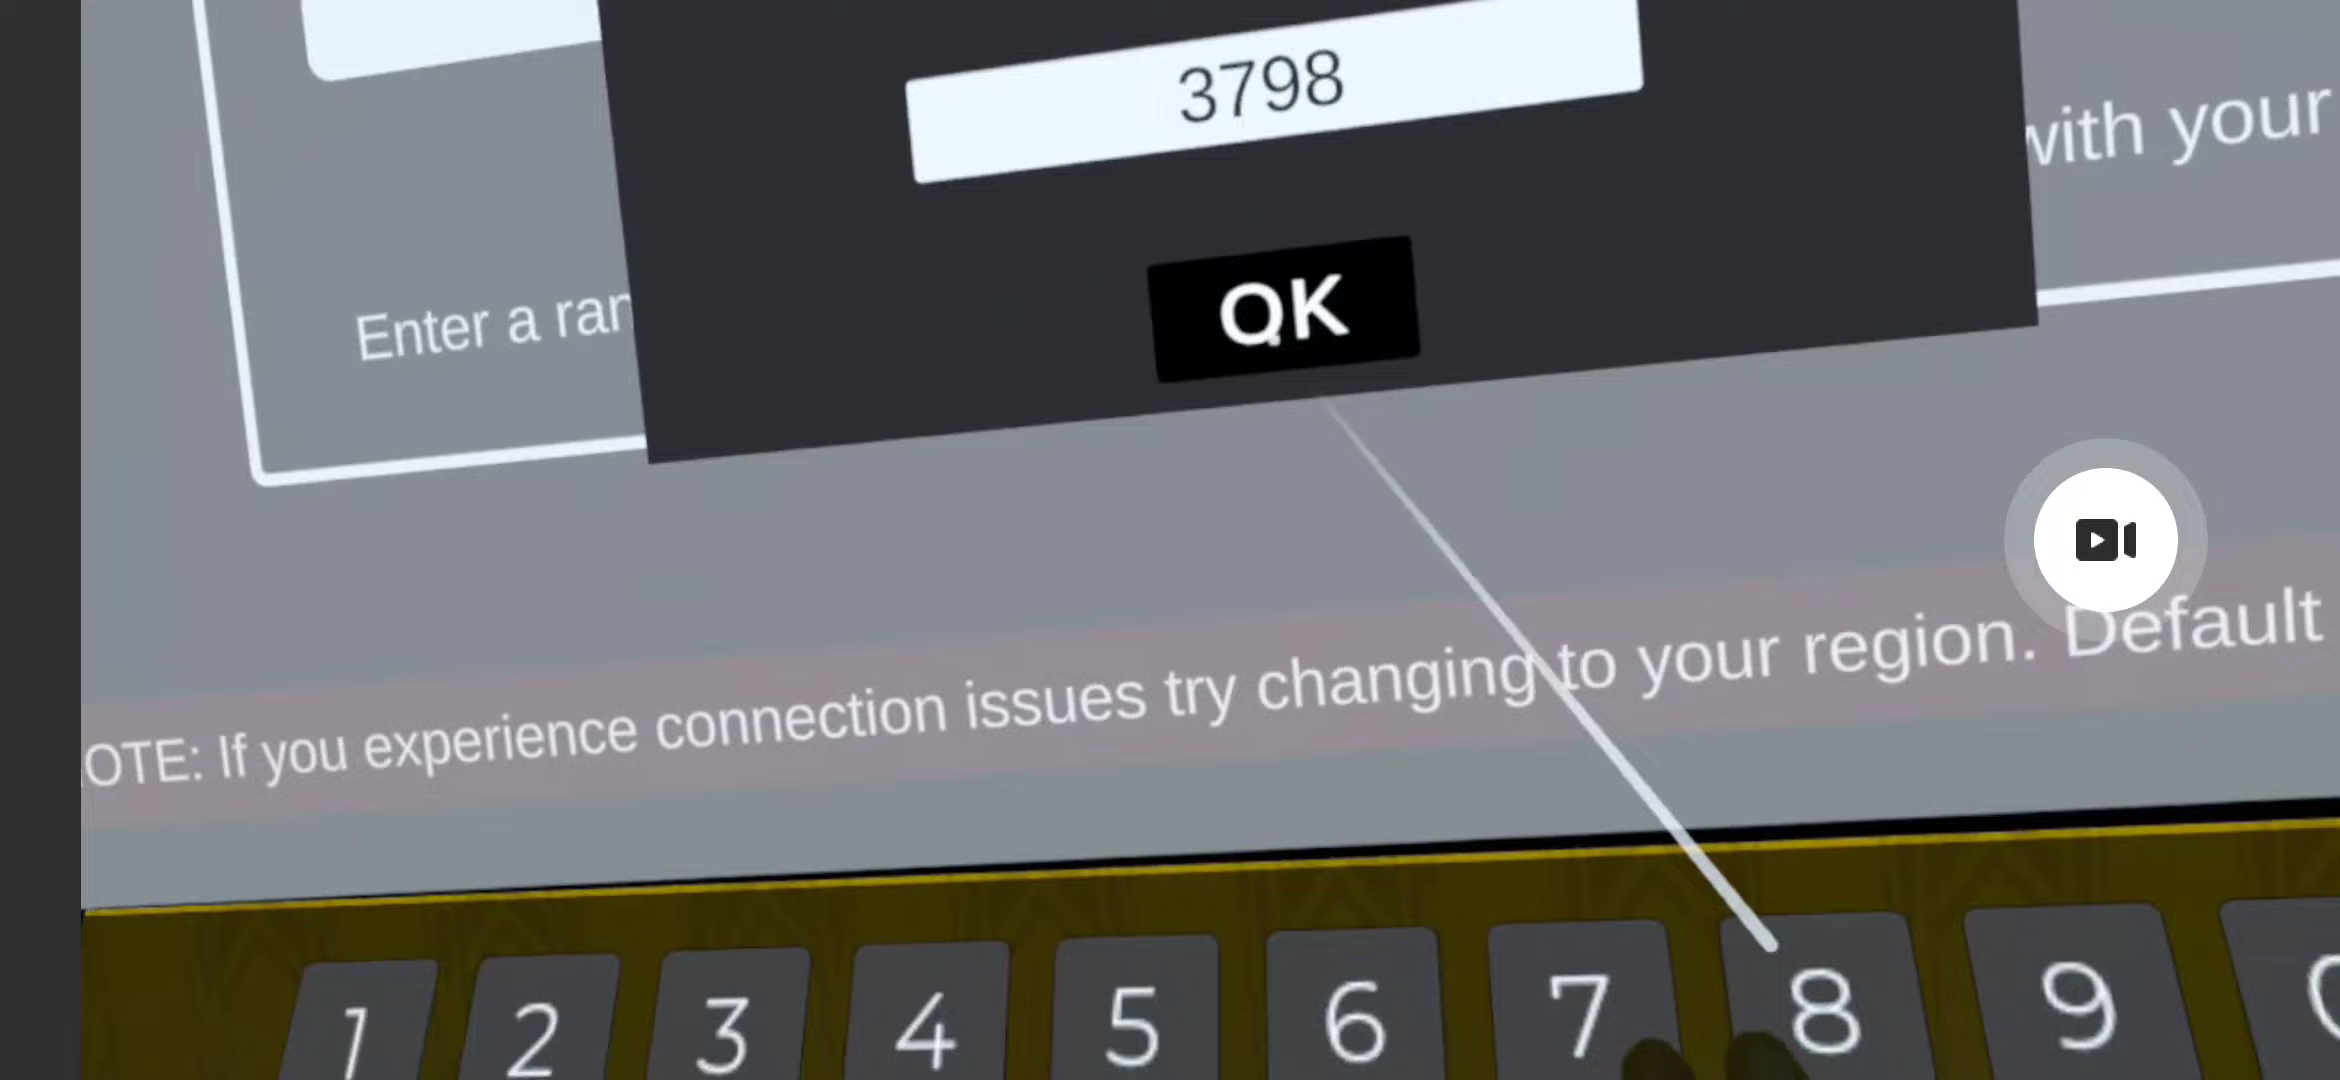 3798
with your
Enter a ran
OK
OTE: If you experience connection issues try changing to your region. Default
1 2 3 4 5 6 7 8 9